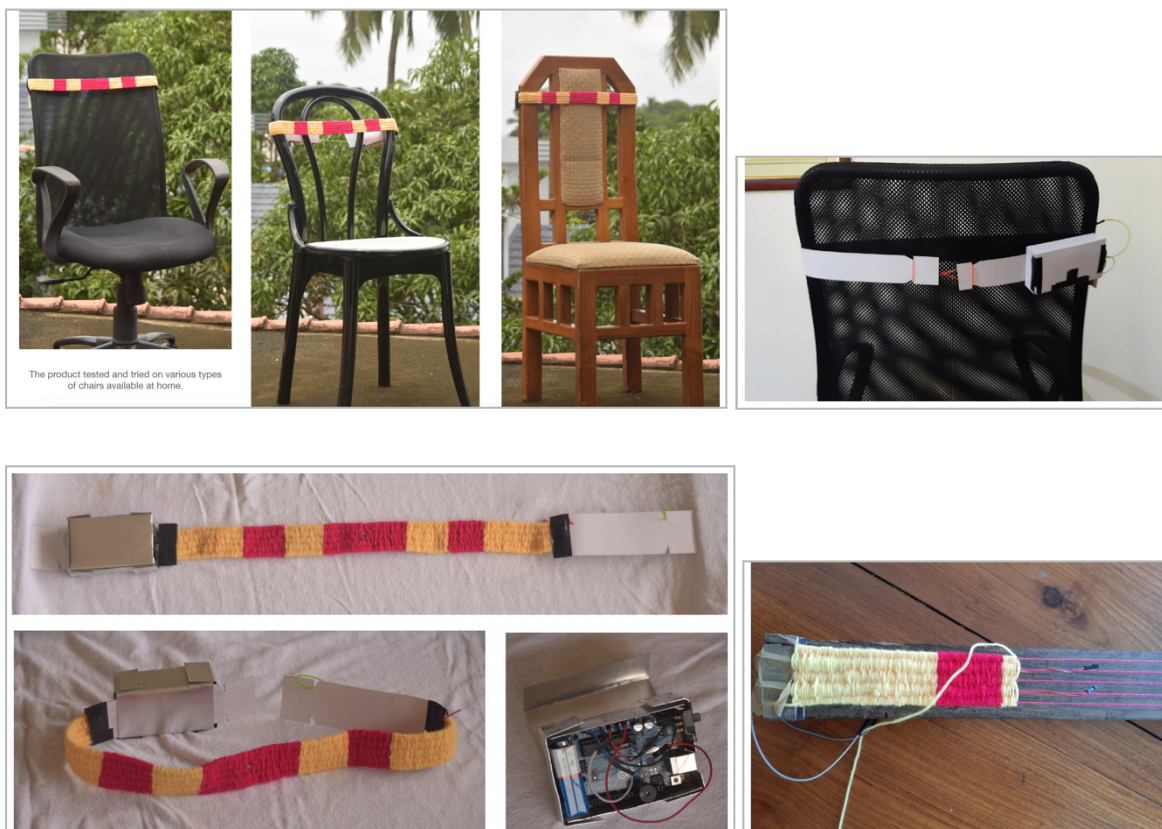 The product tested and tried on various types
of chairs available at home.